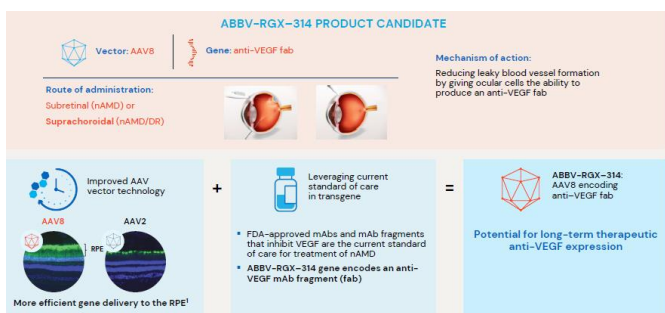 ABBV-RGX-314 PRODUCT CANDIDATE
Vector: AAV8
Gene: anti-VEGF fab
Route of administration:
Subretinal (nAMD) or
Suprachoroidal (nAMD/DR)
Mechanism of action:
Reducing leaky blood vessel formation
by giving ocular cells the ability to
produce an anti-VEGF fab
Improved AAV
vector technology
AAV8
AAV2
RPE
More efficient gene delivery to the RPE¹
+
Leveraging current
standard of care
in transgene
▪ FDA-approved mAbs and mAb fragments
that inhibit VEGF are the current standard
of care for treatment of nAMD
▪ ABBV-RGX-314 gene encodes an anti-
VEGF mAb fragment (fab)
=
ABBV-RGX-314:
AAV8 encoding
anti-VEGF fab
Potential for long-term therapeutic
anti-VEGF expression